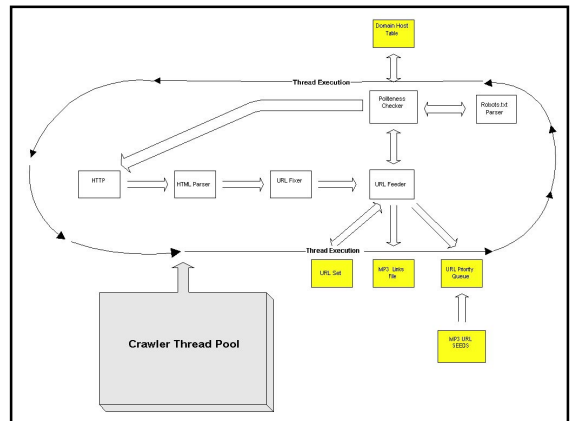 Domain Host
Table
Thread Execution
Politeness
Checker
Robots.txt
Parser
HTTP
HTML Parser
URL Fixer
URL Feeder
Thread Execution
URL Set
MP3 Links
File
URL Priority
Queue
Crawler Thread Pool
MP3 URL
SEEDS